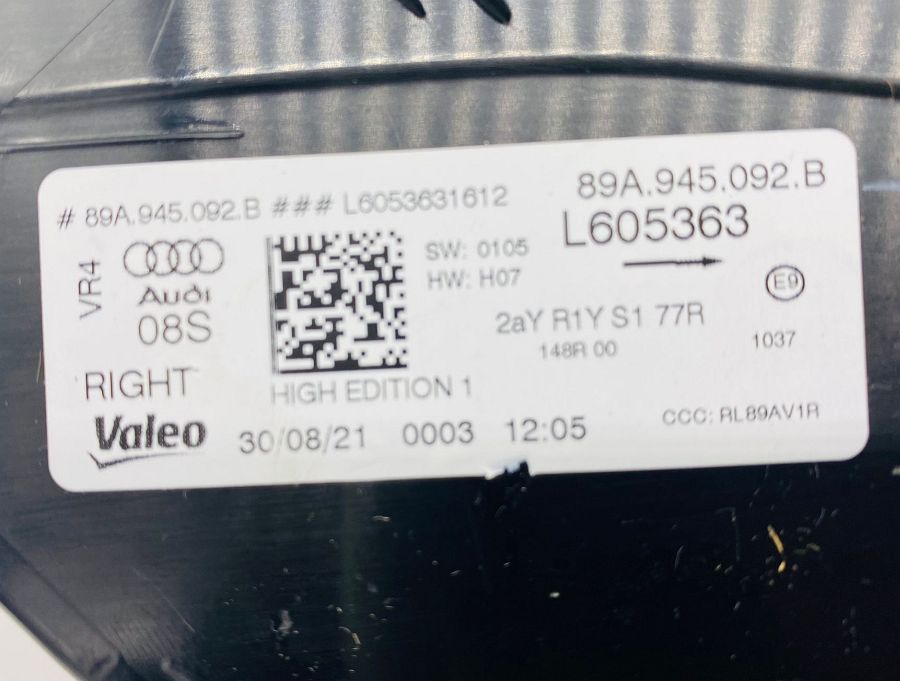 # 89A.945.092.B ### L6053631612
89A.945.092.B
L605363
VR4
Audi
08S
SW: 0105
HW: H07
E9
2aY R1Y S1 77R
148R 00
1037
RIGHT
HIGH EDITION 1
Valeo
30/08/21 0003 12:05
CCC: RL89AV1R